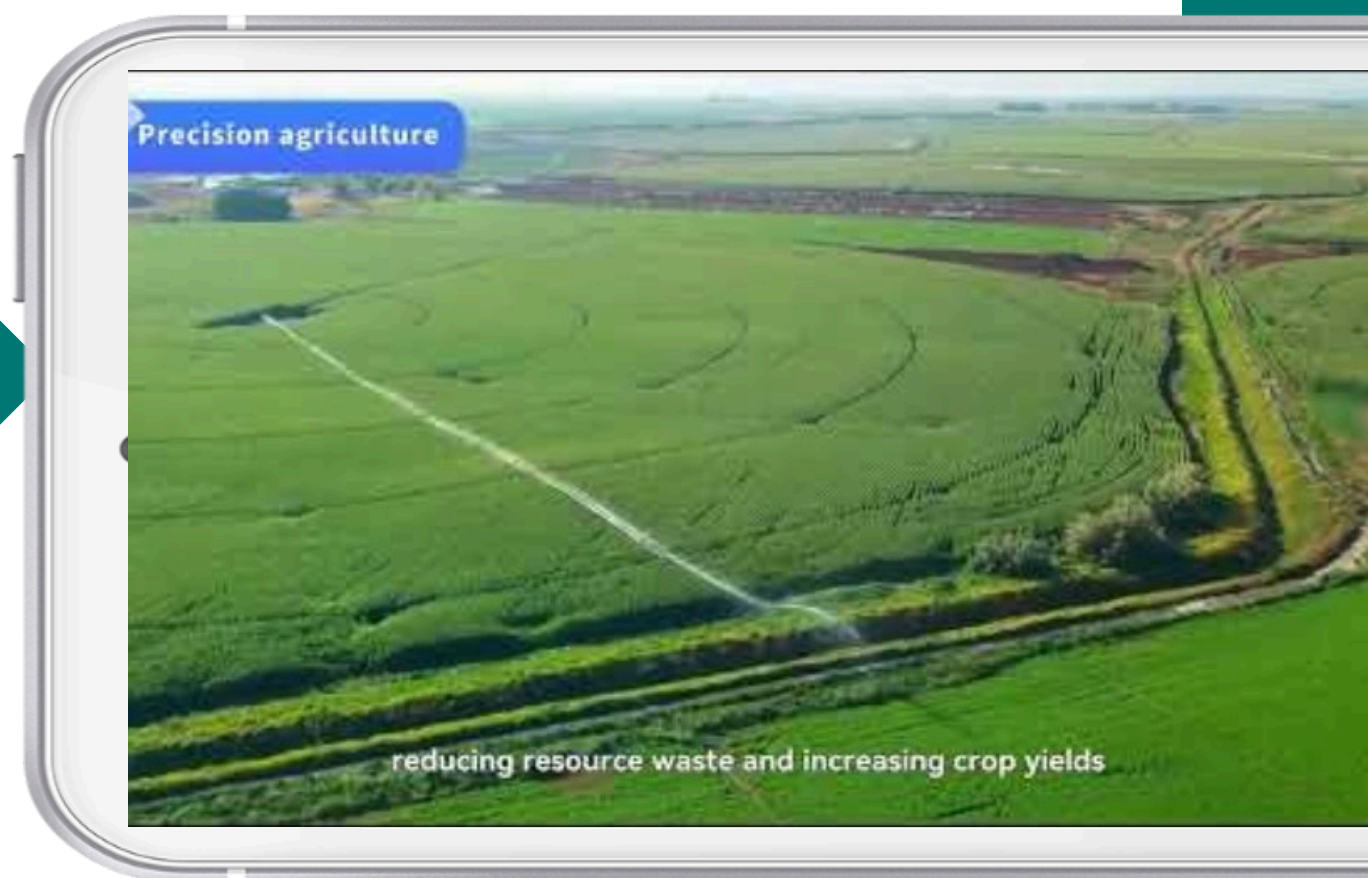 Precision agriculture
reducing resource waste and increasing crop yields